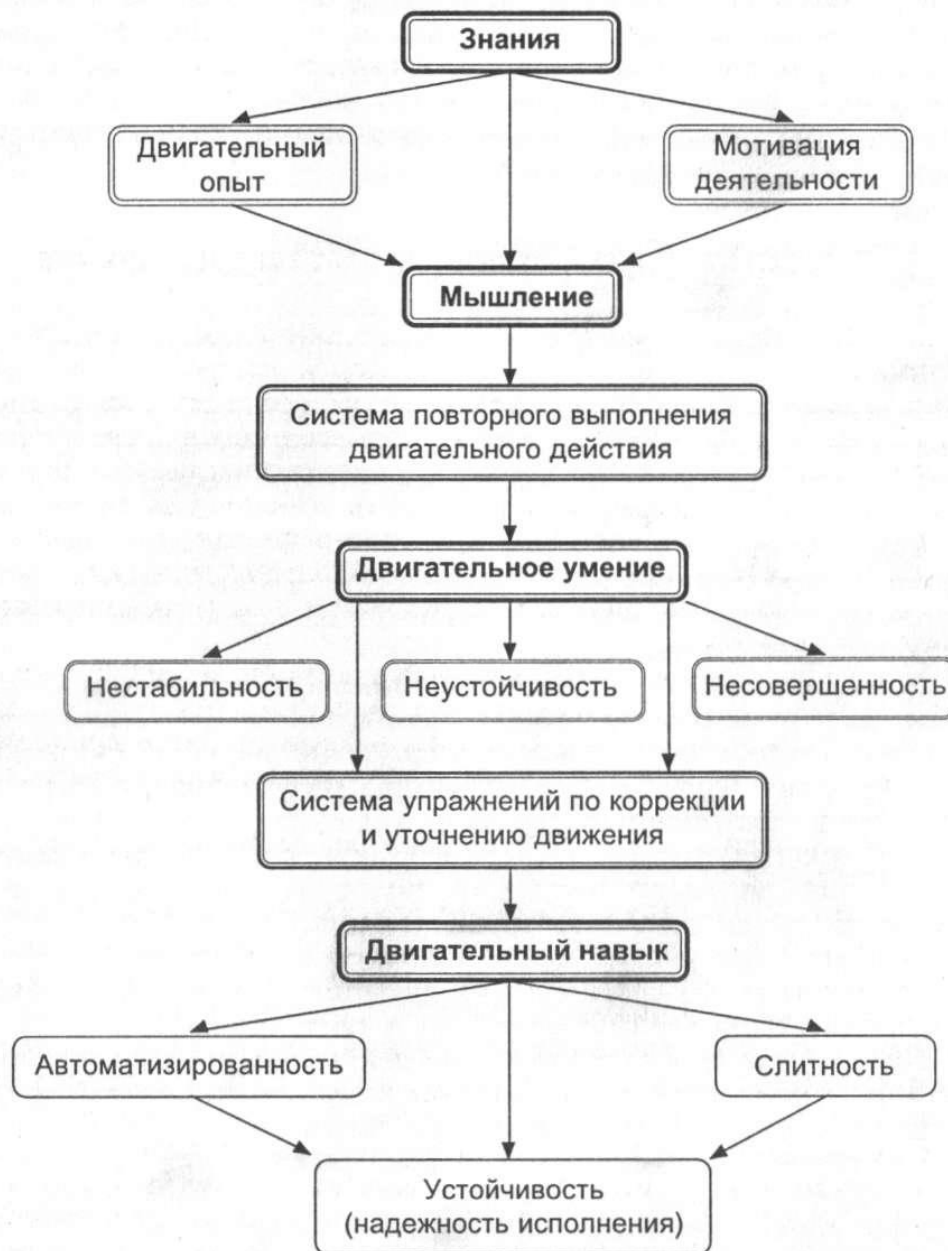 Знания
Двигательный
опыт
Мотивация
деятельности
Мышление
Система повторного выполнения
двигательного действия
Двигательное умение
Нестабильность
Неустойчивость
Несовершенность
Система упражнений по коррекции
и уточнению движения
Двигательный навык
Автоматизированность
Слитность
Устойчивость
(надежность исполнения)